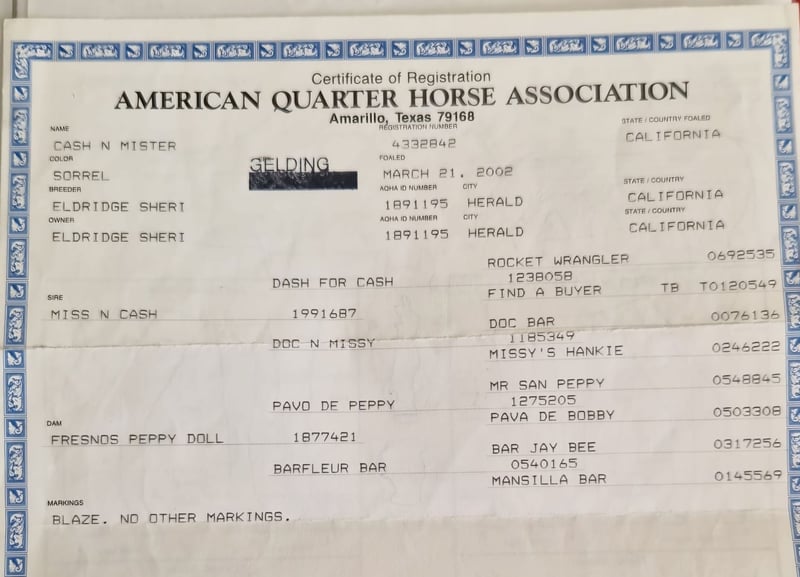 Certificate of Registration
AMERICAN QUARTER HORSE ASSOCIATION
Amarillo, Texas 79168
NAME REGISTRATION NUMBER STATE / COUNTRY FOALED
CASH N MISTER 4332842 CALIFORNIA
COLOR GELDING FOALED
SORREL MARCH 21, 2002
BREEDER AQHA ID NUMBER CITY STATE / COUNTRY
ELDRIDGE SHERI 1891195 HERALD CALIFORNIA
OWNER AQHA ID NUMBER CITY STATE / COUNTRY
ELDRIDGE SHERI 1891195 HERALD CALIFORNIA
ROCKET WRANGLER 0692535
DASH FOR CASH 1238058
FIND A BUYER TB T0120549
SIRE
MISS N CASH 1991687
DOC BAR 0076136
DOC N MISSY 1185349
MISSY'S HANKIE 0246222
MR SAN PEPPY 0548845
PAVO DE PEPPY 1275205
PAVA DE BOBBY 0503308
DAM
FRESNOS PEPPY DOLL 1877421
BAR JAY BEE 0317256
BARFLEUR BAR 0540165
MANSILLA BAR 0145569
MARKINGS
BLAZE. NO OTHER MARKINGS.